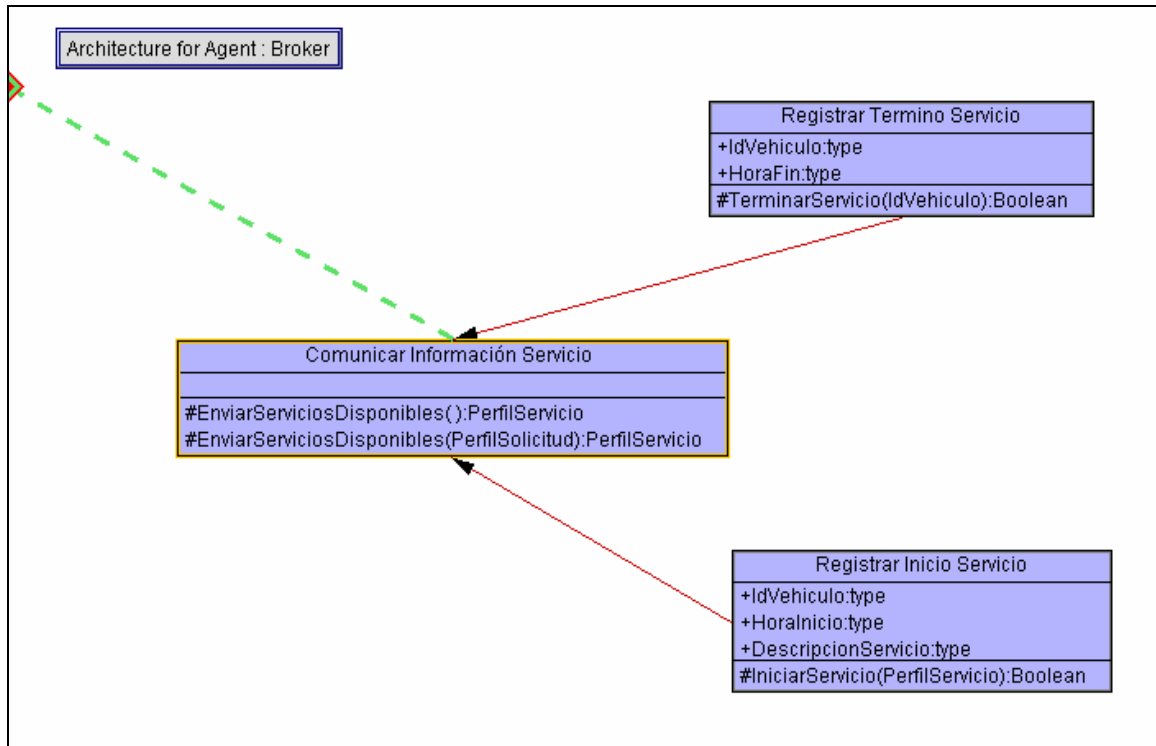 Architecture for Agent : Broker
Registrar Termino Servicio
+IdVehiculo:type
+HoraFin:type
#TerminarServicio(IdVehiculo):Boolean
Comunicar Información Servicio
#EnviarServiciosDisponibles():PerfilServicio
#EnviarServiciosDisponibles(PerfilSolicitud):PerfilServicio
Registrar Inicio Servicio
+IdVehiculo:type
+HoraInicio:type
+DescripcionServicio:type
#IniciarServicio(PerfilServicio):Boolean